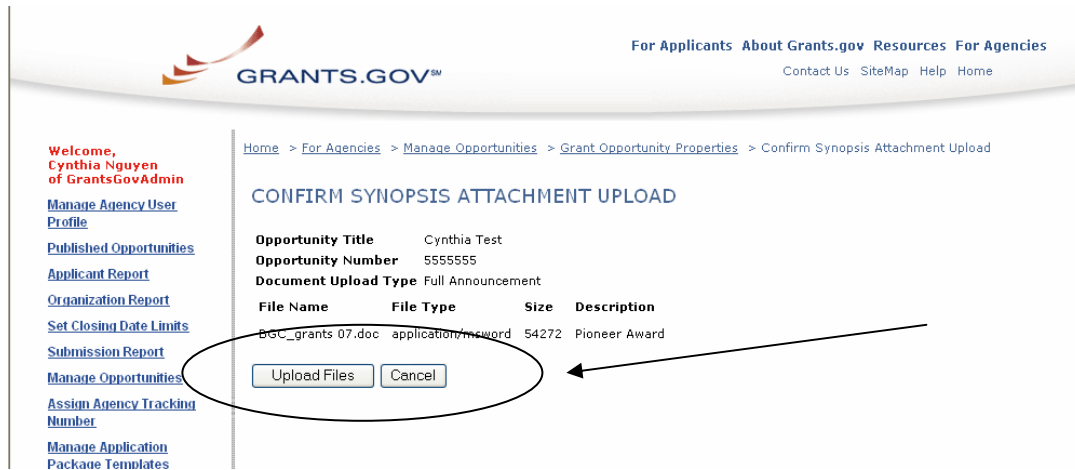 For Applicants About Grants.gov Resources For Agencies
GRANTS.GOV℠
Contact Us SiteMap Help Home
Welcome,
Cynthia Nguyen
of GrantsGovAdmin
Manage Agency User
Profile
Published Opportunities
Applicant Report
Organization Report
Set Closing Date Limits
Submission Report
Manage Opportunities
Assign Agency Tracking
Number
Manage Application
Package Templates
Home > For Agencies > Manage Opportunities > Grant Opportunity Properties > Confirm Synopsis Attachment Upload
CONFIRM SYNOPSIS ATTACHMENT UPLOAD
Opportunity Title Cynthia Test
Opportunity Number 5555555
Document Upload Type Full Announcement
File Name File Type Size Description
BGC_grants 07.doc application/msword 54272 Pioneer Award
Upload Files Cancel